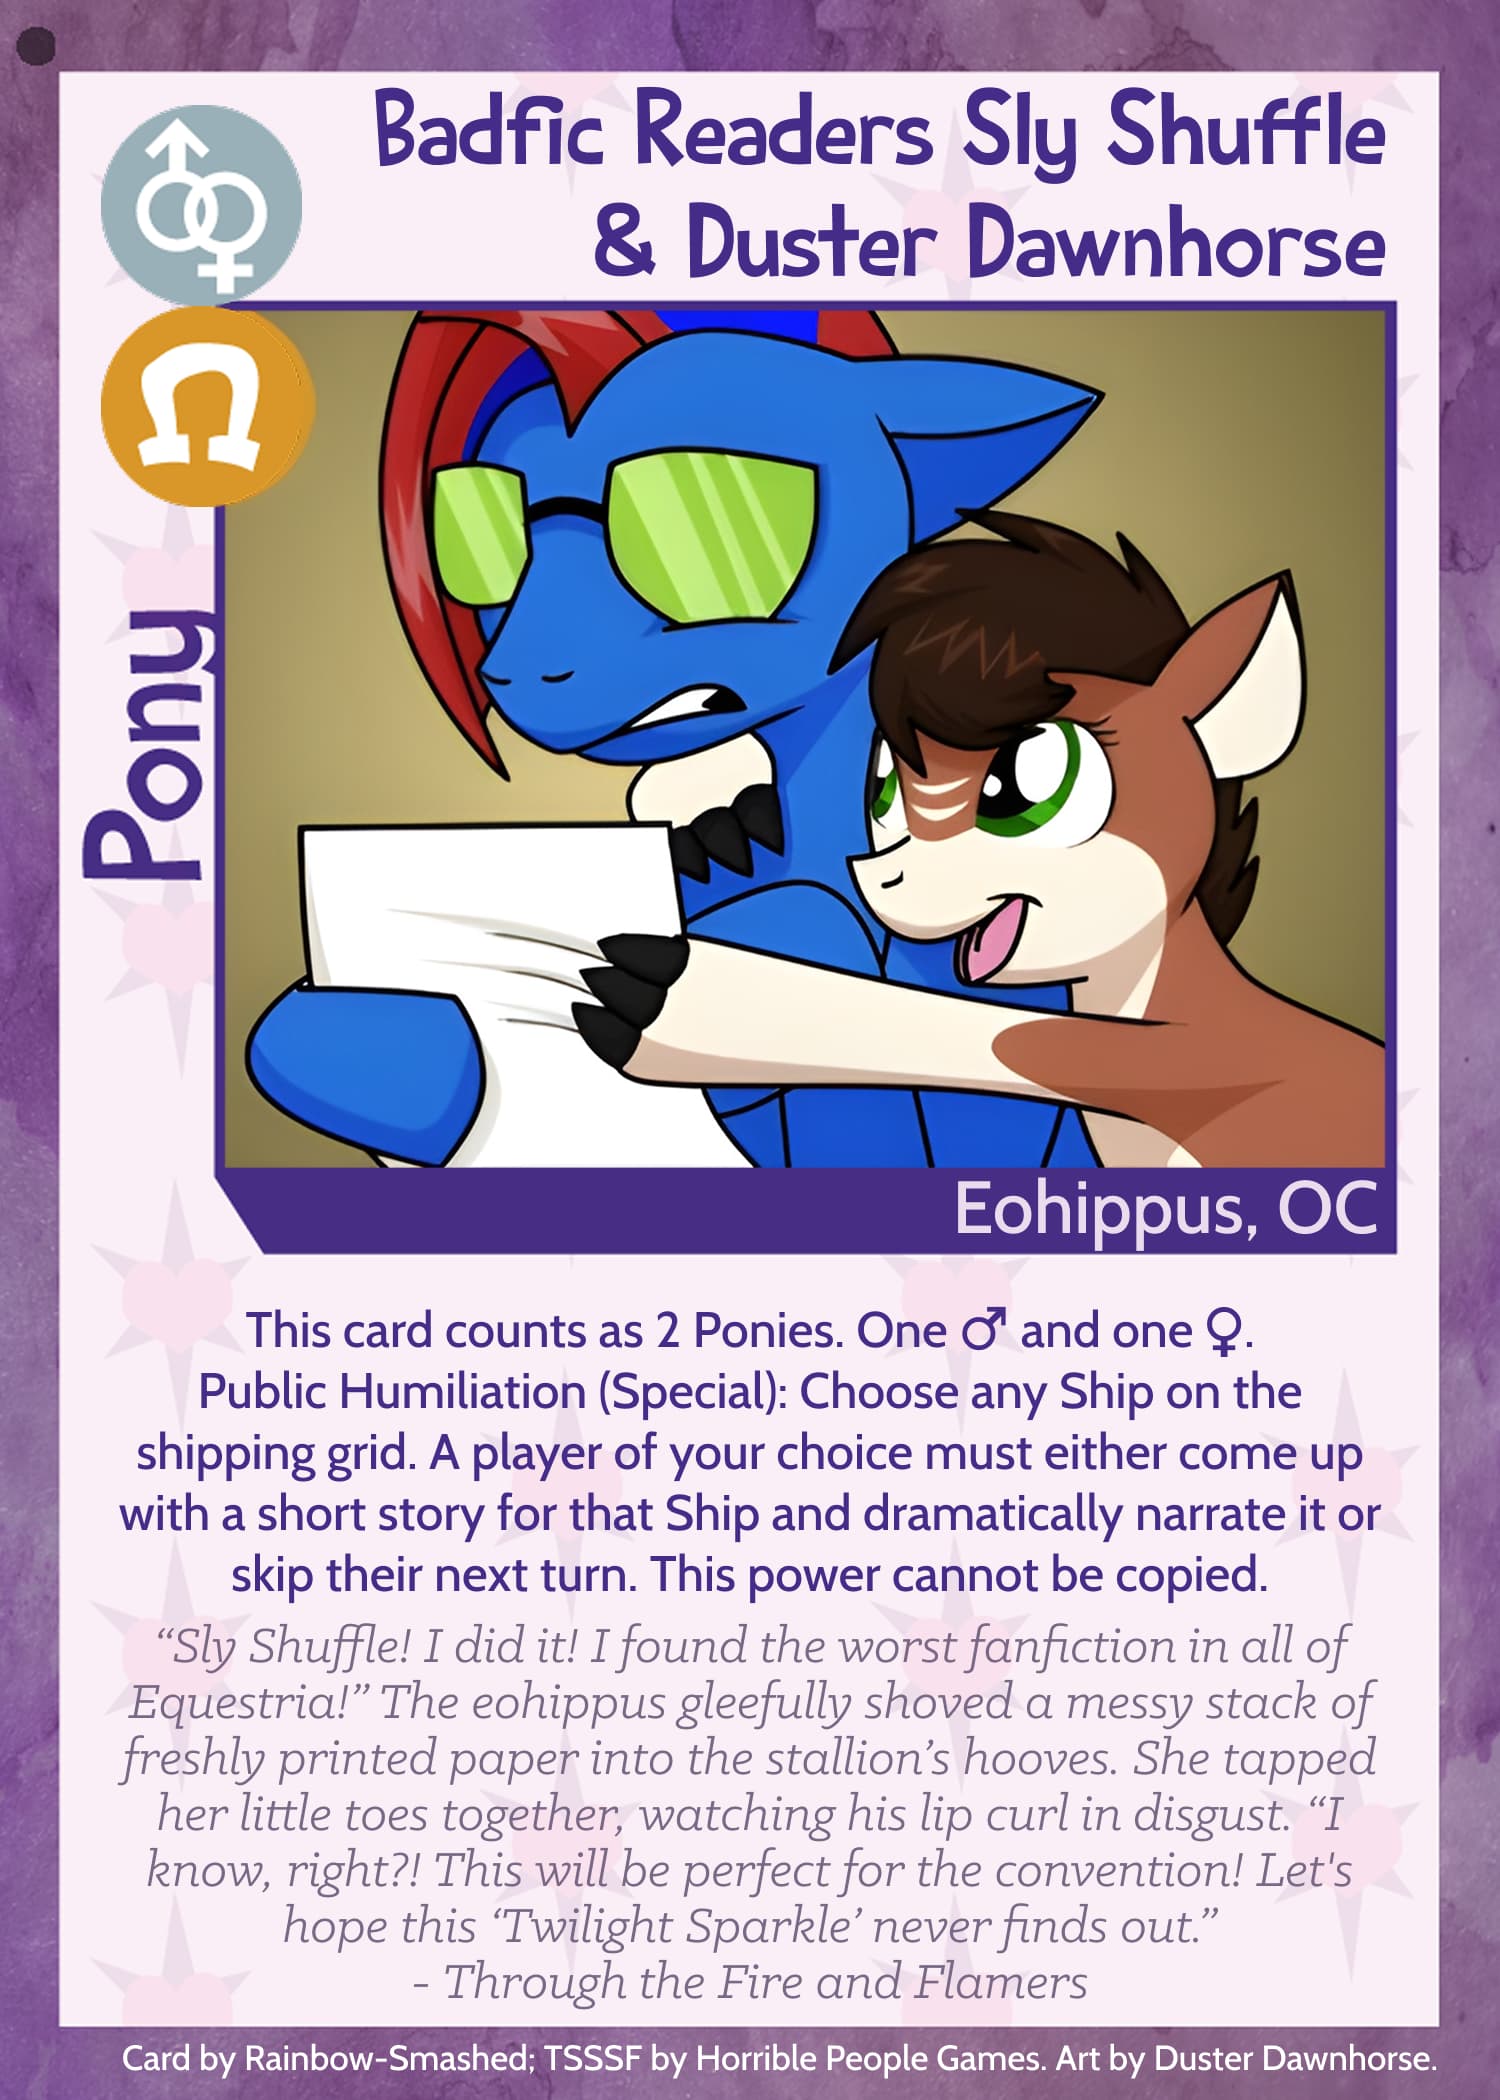 Badfic Readers Sly Shuffle
& Duster Dawnhorse
Pony
Eohippus, OC
This card counts as 2 Ponies. One ♂ and one ♀.
Public Humiliation (Special): Choose any Ship on the
shipping grid. A player of your choice must either come up
with a short story for that Ship and dramatically narrate it or
skip their next turn. This power cannot be copied.
“Sly Shuffle! I did it! I found the worst fanfiction in all of
Equestria!” The eohippus gleefully shoved a messy stack of
freshly printed paper into the stallion’s hooves. She tapped
her little toes together, watching his lip curl in disgust. “I
know, right?! This will be perfect for the convention! Let's
hope this ‘Twilight Sparkle’ never finds out.”
- Through the Fire and Flamers
Card by Rainbow-Smashed; TSSSF by Horrible People Games. Art by Duster Dawnhorse.